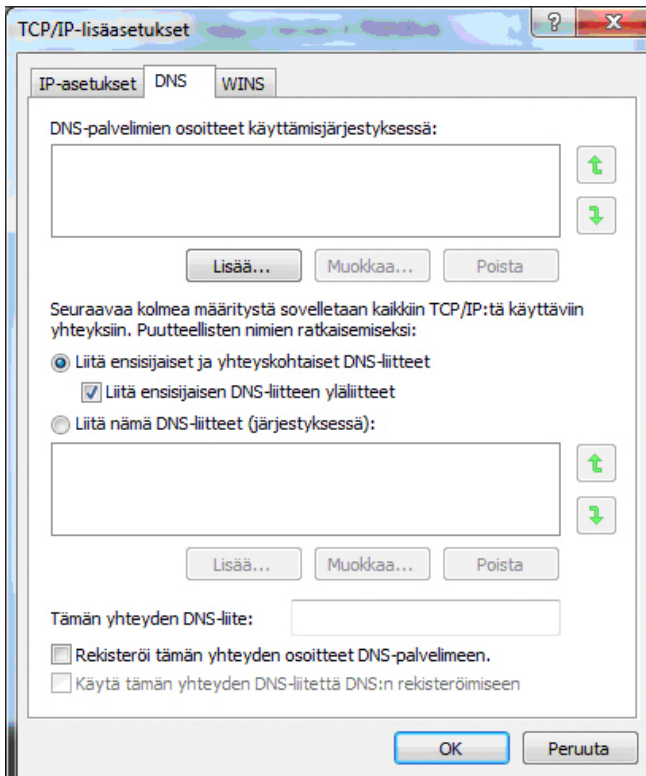 TCP/IP-lisäasetukset
IP-asetukset DNS WINS
DNS-palvelimien osoitteet käyttämisjärjestyksessä:
Lisää... Muokkaa... Poista
Seuraavaa kolmea määritystä sovelletaan kaikkiin TCP/IP:tä käyttäviin
yhteyksiin. Puutteellisten nimien ratkaisemiseksi:
Liitä ensisijaiset ja yhteyskohtaiset DNS-liitteet
Liitä ensisijaisen DNS-liitteen yläliitteet
Liitä nämä DNS-liitteet (järjestyksessä):
Lisää... Muokkaa... Poista
Tämän yhteyden DNS-liite:
Rekisteröi tämän yhteyden osoitteet DNS-palvelimeen.
Käytä tämän yhteyden DNS-liitettä DNS:n rekisteröimiseen
OK Peruuta